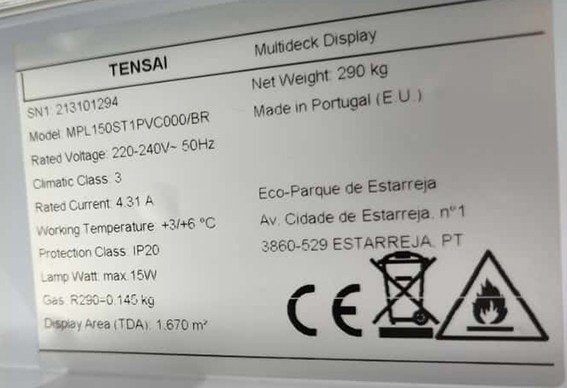 TENSAI
SN1: 213101294
Model: MPL150ST1PVC000/BR
Rated Voltage: 220-240V~ 50Hz
Climatic Class: 3
Rated Current: 4.31 A
Working Temperature: +3/+6 ºC
Protection Class: IP20
Lamp Watt: max 15W
Gas: R290=0.145 kg
Display Area (TDA): 1.670 m²
Multideck Display
Net Weight: 290 kg
Made in Portugal (E.U.)
Eco-Parque de Estarreja
Av. Cidade de Estarreja. nº1
3860-529 ESTARREJA. PT
CE